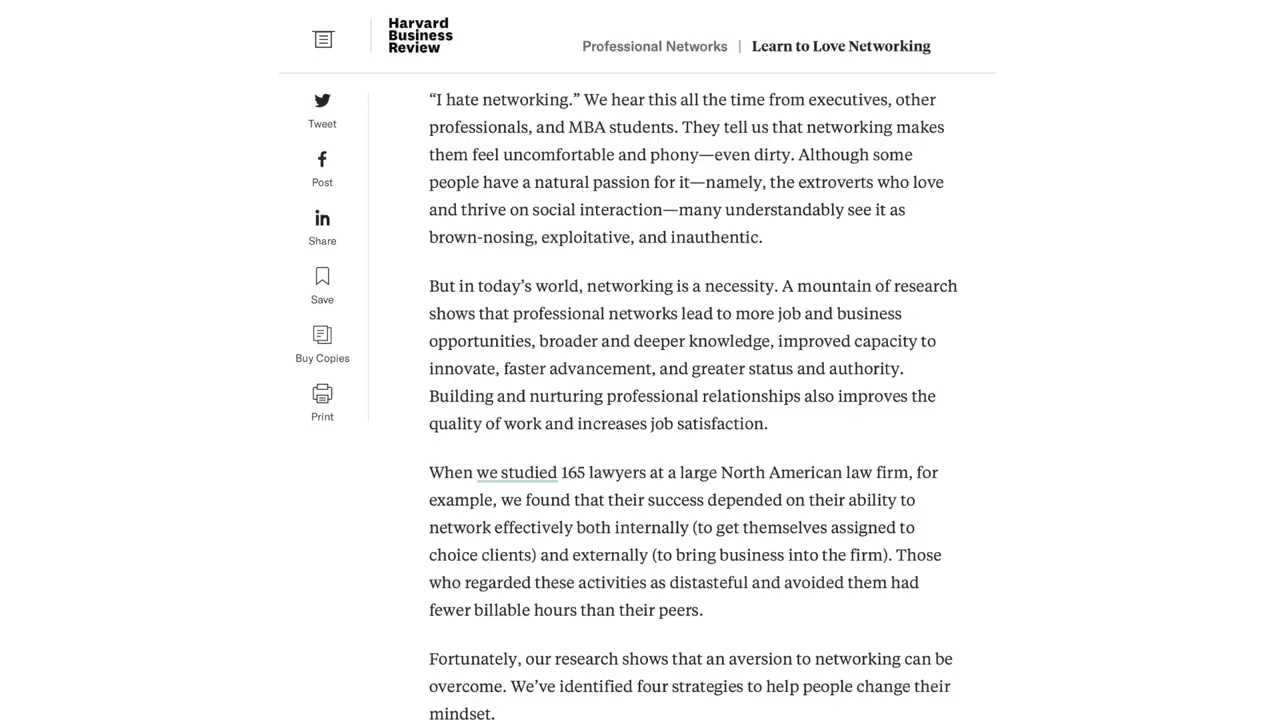 Harvard
Business
Review
Professional Networks | Learn to Love Networking
Tweet
Post
Share
Save
Buy Copies
Print
“I hate networking.” We hear this all the time from executives, other
professionals, and MBA students. They tell us that networking makes
them feel uncomfortable and phony—even dirty. Although some
people have a natural passion for it—namely, the extroverts who love
and thrive on social interaction—many understandably see it as
brown-nosing, exploitative, and inauthentic.
But in today’s world, networking is a necessity. A mountain of research
shows that professional networks lead to more job and business
opportunities, broader and deeper knowledge, improved capacity to
innovate, faster advancement, and greater status and authority.
Building and nurturing professional relationships also improves the
quality of work and increases job satisfaction.
When we studied 165 lawyers at a large North American law firm, for
example, we found that their success depended on their ability to
network effectively both internally (to get themselves assigned to
choice clients) and externally (to bring business into the firm). Those
who regarded these activities as distasteful and avoided them had
fewer billable hours than their peers.
Fortunately, our research shows that an aversion to networking can be
overcome. We’ve identified four strategies to help people change their
mindset.